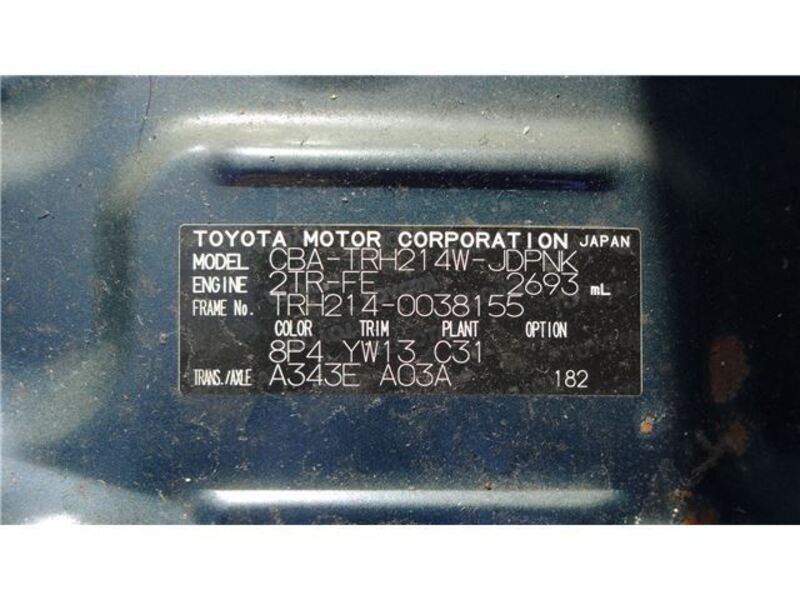 TOYOTA MOTOR CORPORATION JAPAN
MODEL CBA-TRH214W-JDPNK
ENGINE 2TR-FE 2693 mL
FRAME No. TRH214-0038155
COLOR TRIM PLANT OPTION
8P4 YW13 C31
TRANS./AXLE A343E A03A 182